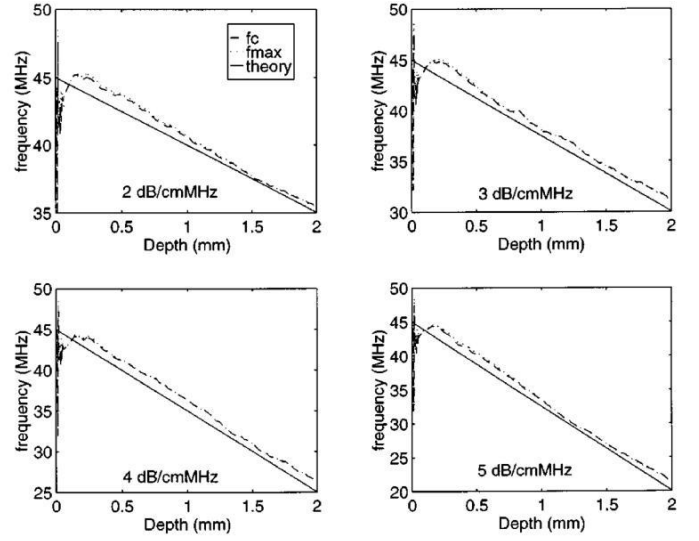 50
45
40
35
frequency (MHz)
fc
fmax
theory
2 dB/cmMHz
0 0.5 1 1.5 2
Depth (mm)
50
45
40
35
30
frequency (MHz)
3 dB/cmMHz
0 0.5 1 1.5 2
Depth (mm)
50
45
40
35
30
25
frequency (MHz)
4 dB/cmMHz
0 0.5 1 1.5 2
Depth (mm)
50
45
40
35
30
25
20
frequency (MHz)
5 dB/cmMHz
0 0.5 1 1.5 2
Depth (mm)